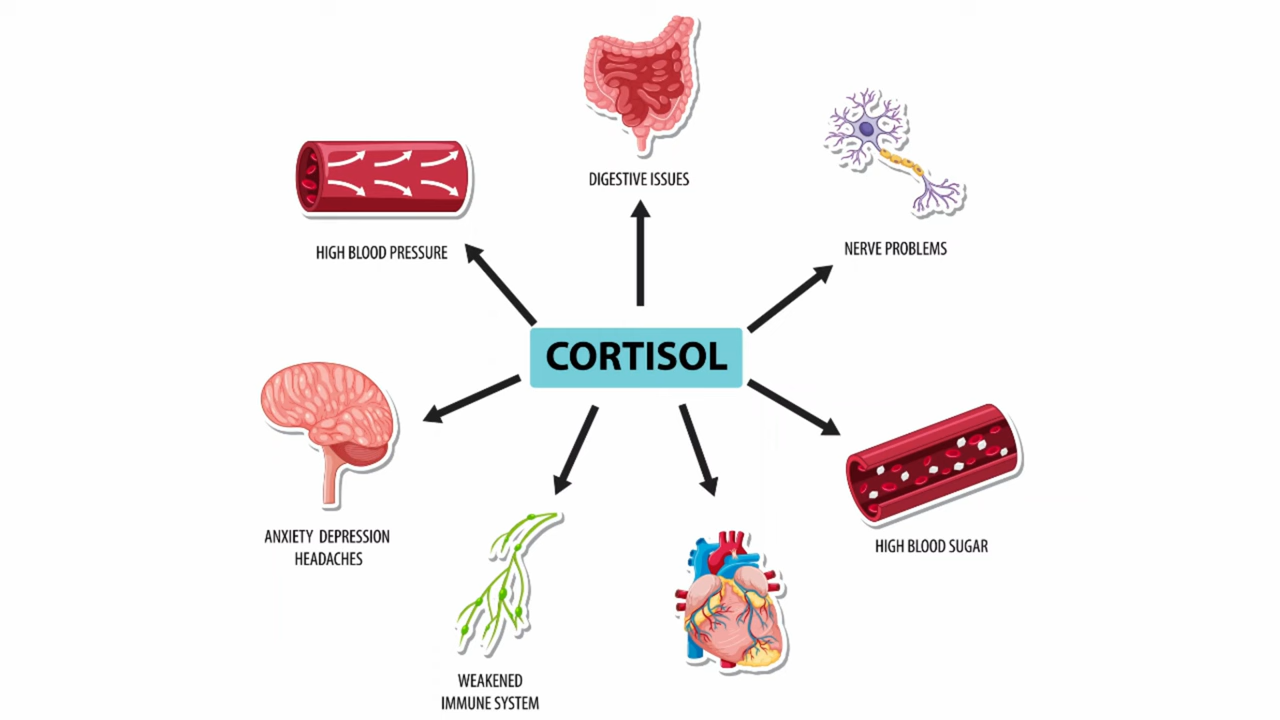 DIGESTIVE ISSUES
HIGH BLOOD PRESSURE
NERVE PROBLEMS
CORTISOL
ANXIETY DEPRESSION
HEADACHES
HIGH BLOOD SUGAR
WEAKENED
IMMUNE SYSTEM